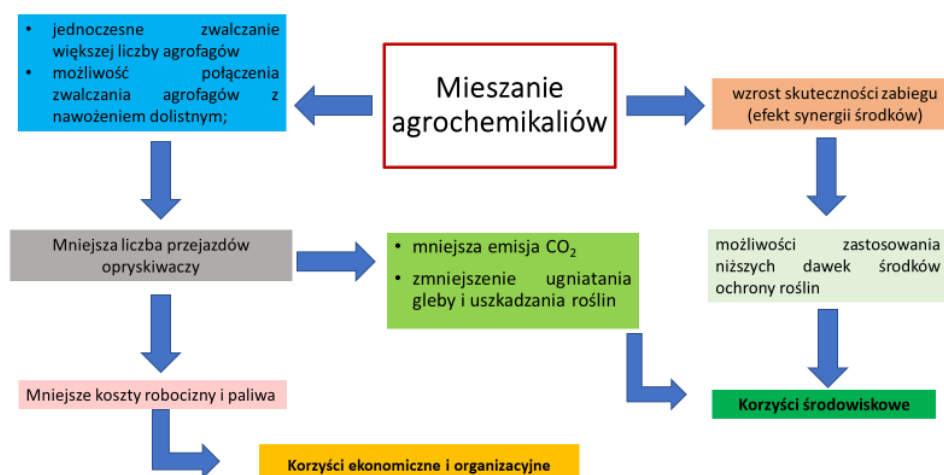 • jednoczesne zwalczanie
większej liczby agrofagów
• możliwość połączenia
zwalczania agrofagów z
nawożeniem dolistnym;
Mieszanie
agrochemikaliów
wzrost skuteczności zabiegu
(efekt synergii środków)
Mniejsza liczba przejazdów
opryskiwaczy
• mniejsza emisja CO₂
• zmniejszenie ugniatania
gleby i uszkadzania roślin
możliwości zastosowania
niższych dawek środków
ochrony roślin
Mniejsze koszty robocizny i paliwa
Korzyści środowiskowe
Korzyści ekonomiczne i organizacyjne